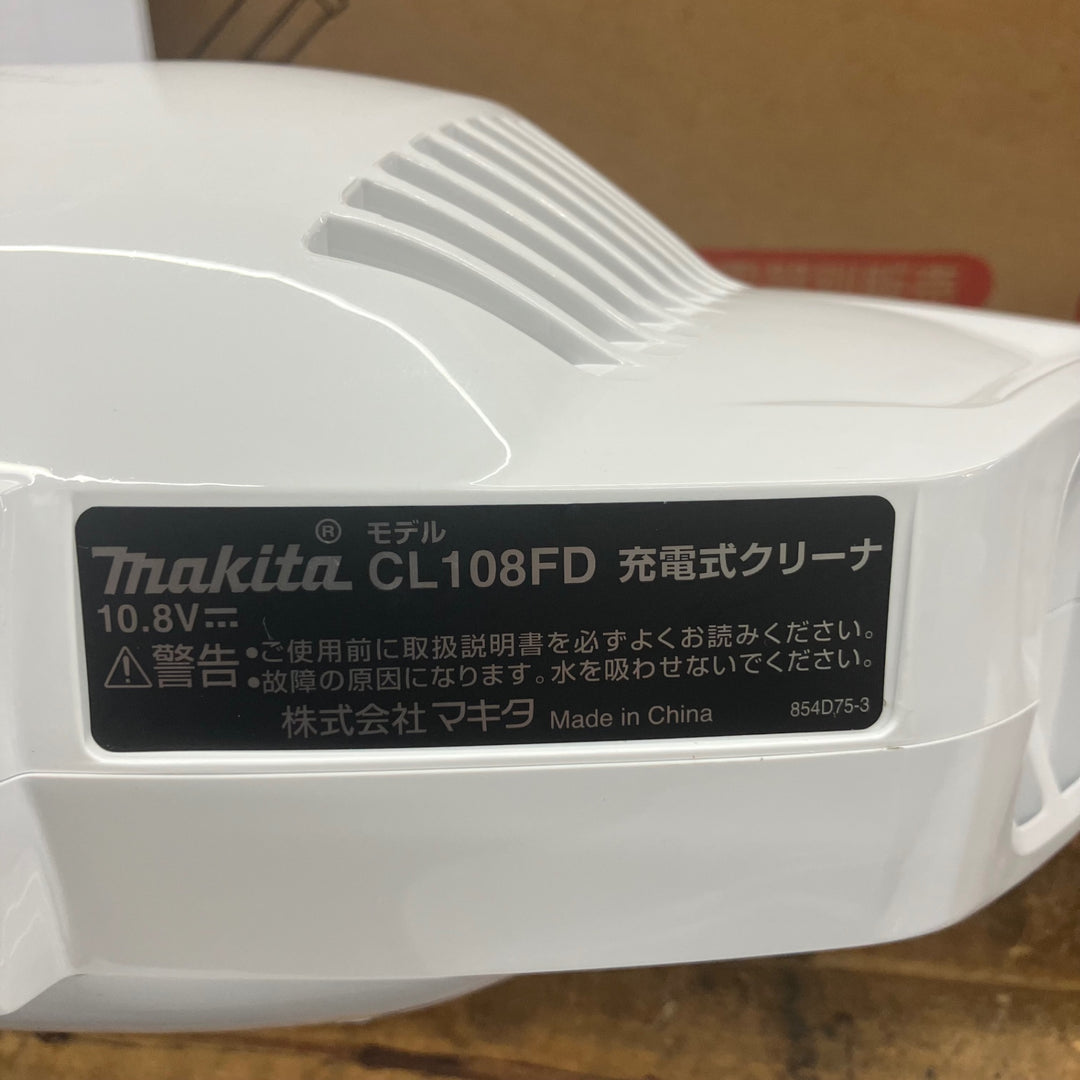 makita® モデル CL108FD 充電式クリーナ
10.8V⎓
⚠警告 •ご使用前に取扱説明書を必ずよくお読みください。
•故障の原因になります。水を吸わせないでください。
株式会社マキタ Made in China 854D75-3